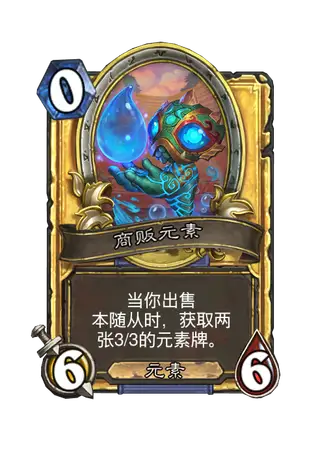 0
商贩元素
当你出售
本随从时，获取两
张3/3的元素牌。
6
元素
6